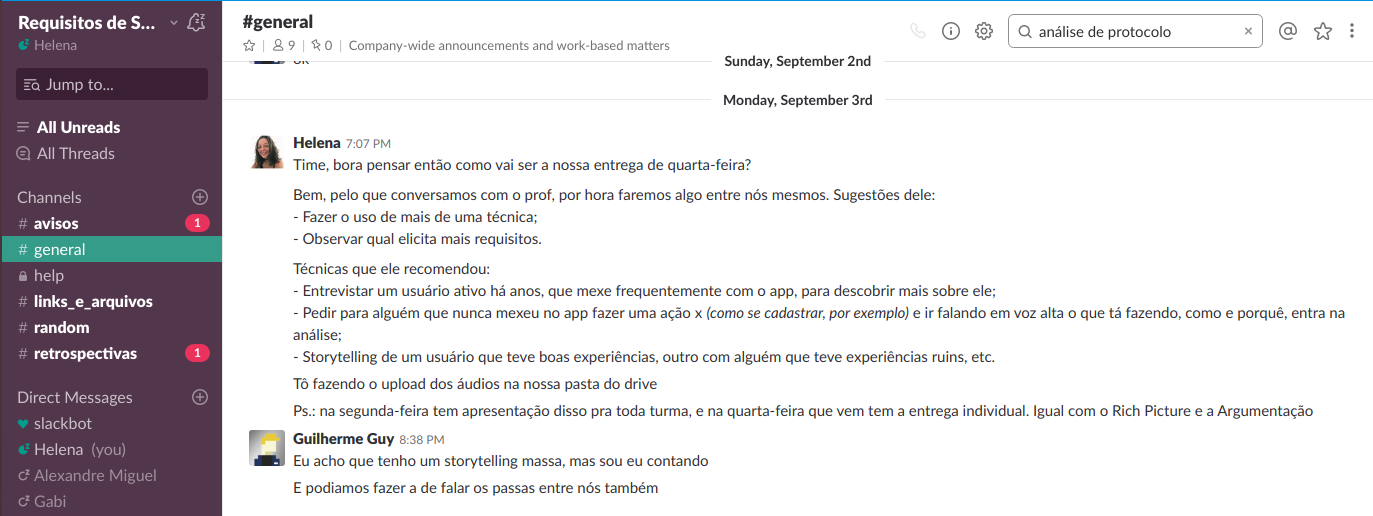 Requisitos de S...
Helena
Jump to...
All Unreads
All Threads
Channels
# avisos 1
# general
help
# links_e_arquivos
# random
# retrospectivas 1
Direct Messages
slackbot
Helena (you)
Alexandre Miguel
Gabi
#general
9 | 0 | Company-wide announcements and work-based matters
análise de protocolo
Sunday, September 2nd
Monday, September 3rd
Helena 7:07 PM
Time, bora pensar então como vai ser a nossa entrega de quarta-feira?
Bem, pelo que conversamos com o prof, por hora faremos algo entre nós mesmos. Sugestões dele:
- Fazer o uso de mais de uma técnica;
- Observar qual elicita mais requisitos.
Técnicas que ele recomendou:
- Entrevistar um usuário ativo há anos, que mexe frequentemente com o app, para descobrir mais sobre ele;
- Pedir para alguém que nunca mexeu no app fazer uma ação x (como se cadastrar, por exemplo) e ir falando em voz alta o que tá fazendo, como e porquê, entra na
análise;
- Storytelling de um usuário que teve boas experiências, outro com alguém que teve experiências ruins, etc.
Tô fazendo o upload dos áudios na nossa pasta do drive
Ps.: na segunda-feira tem apresentação disso pra toda turma, e na quarta-feira que vem tem a entrega individual. Igual com o Rich Picture e a Argumentação
Guilherme Guy 8:38 PM
Eu acho que tenho um storytelling massa, mas sou eu contando
E podiamos fazer a de falar os passas entre nós também